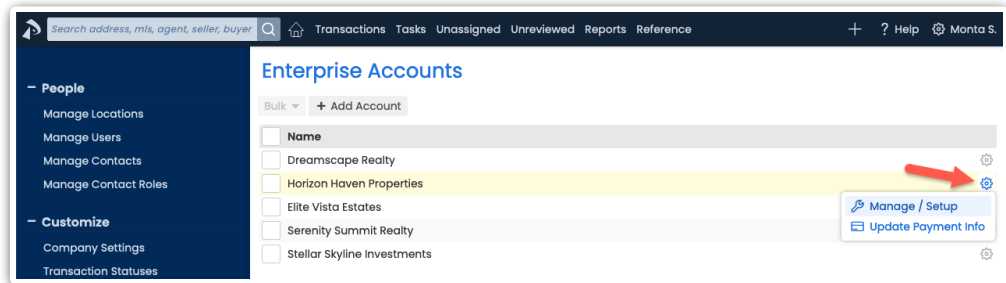 Search address, mls, agent, seller, buyer Transactions Tasks Unassigned Unreviewed Reports Reference ? Help Monta S.
− People
Manage Locations
Manage Users
Manage Contacts
Manage Contact Roles
− Customize
Company Settings
Transaction Statuses
Enterprise Accounts
Bulk + Add Account
Name
Dreamscape Realty
Horizon Haven Properties
Elite Vista Estates
Serenity Summit Realty
Stellar Skyline Investments
Manage / Setup
Update Payment Info